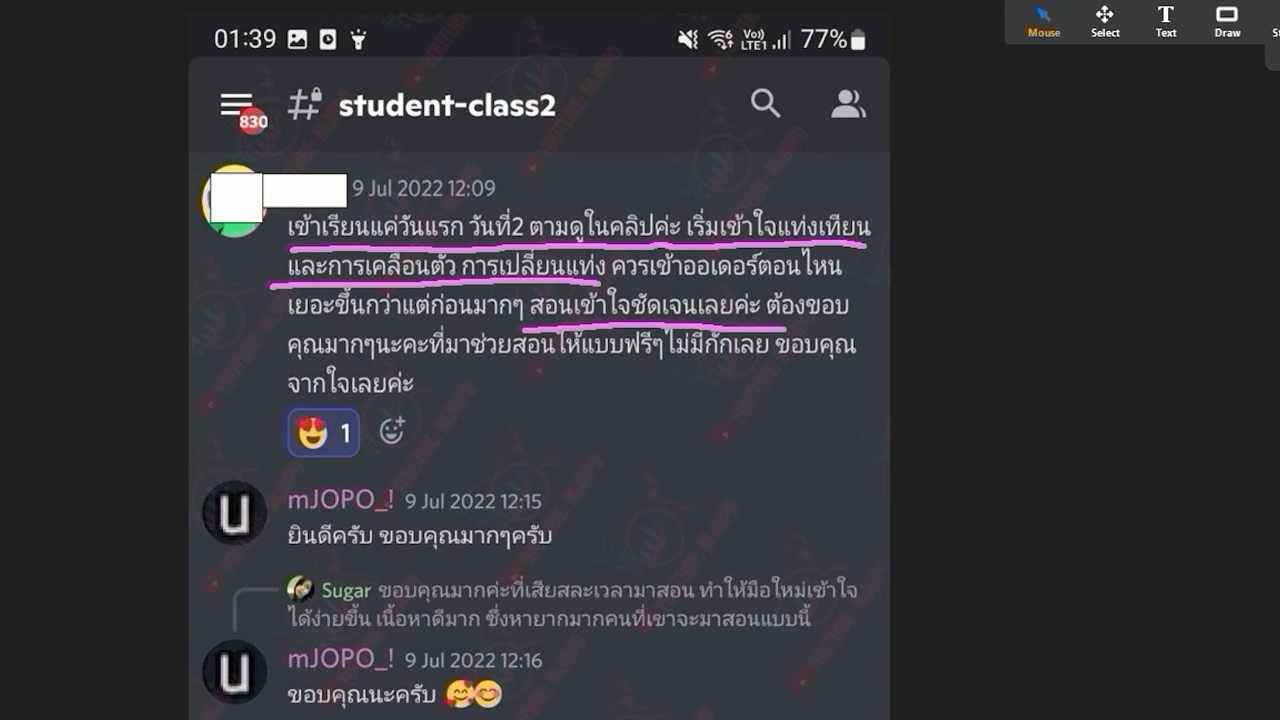 Mouse Select Text Draw
01:39 Vo) LTE1 77%
830 # student-class2
9 Jul 2022 12:09
เข้าเรียนแค่วันแรก วันที่2 ตามดูในคลิปค่ะ เริ่มเข้าใจแท่งเทียน
และการเคลื่อนตัว การเปลี่ยนแท่ง ควรเข้าออเดอร์ตอนไหน
เยอะขึ้นกว่าแต่ก่อนมากๆ สอนเข้าใจชัดเจนเลยค่ะ ต้องขอบ
คุณมากๆนะคะที่มาช่วยสอนให้แบบฟรีๆไม่มีกั๊กเลย ขอบคุณ
จากใจเลยค่ะ
1
mJOPO_! 9 Jul 2022 12:15
ยินดีครับ ขอบคุณมากๆครับ
Sugar ขอบคุณมากค่ะที่เสียสละเวลามาสอน ทำให้มือใหม่เข้าใจ
ได้ง่ายขึ้น เนื้อหาดีมาก ซึ่งหายากมากคนที่เขาจะมาสอนแบบนี้
mJOPO_! 9 Jul 2022 12:16
ขอบคุณนะครับ